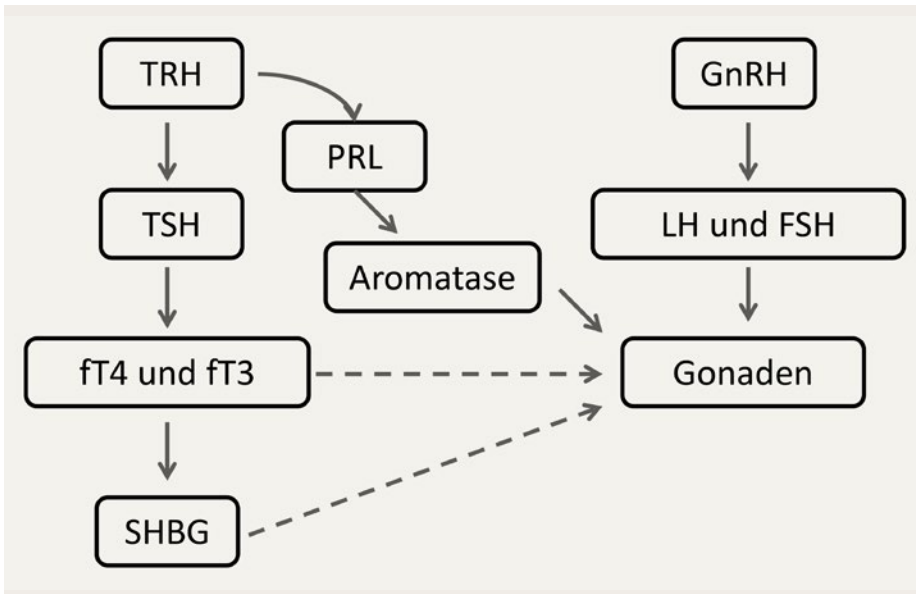 TRH
GnRH
PRL
TSH
LH und FSH
Aromatase
fT4 und fT3
Gonaden
SHBG